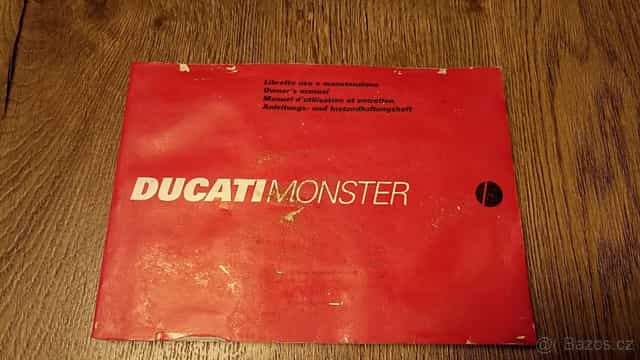 Libretto uso e manutenzione
Owner's manual
Manuel d'utilisation et entretien
Anleitungs- und Instandhaltungsheft
DUCATI MONSTER
@ Bazos.cz